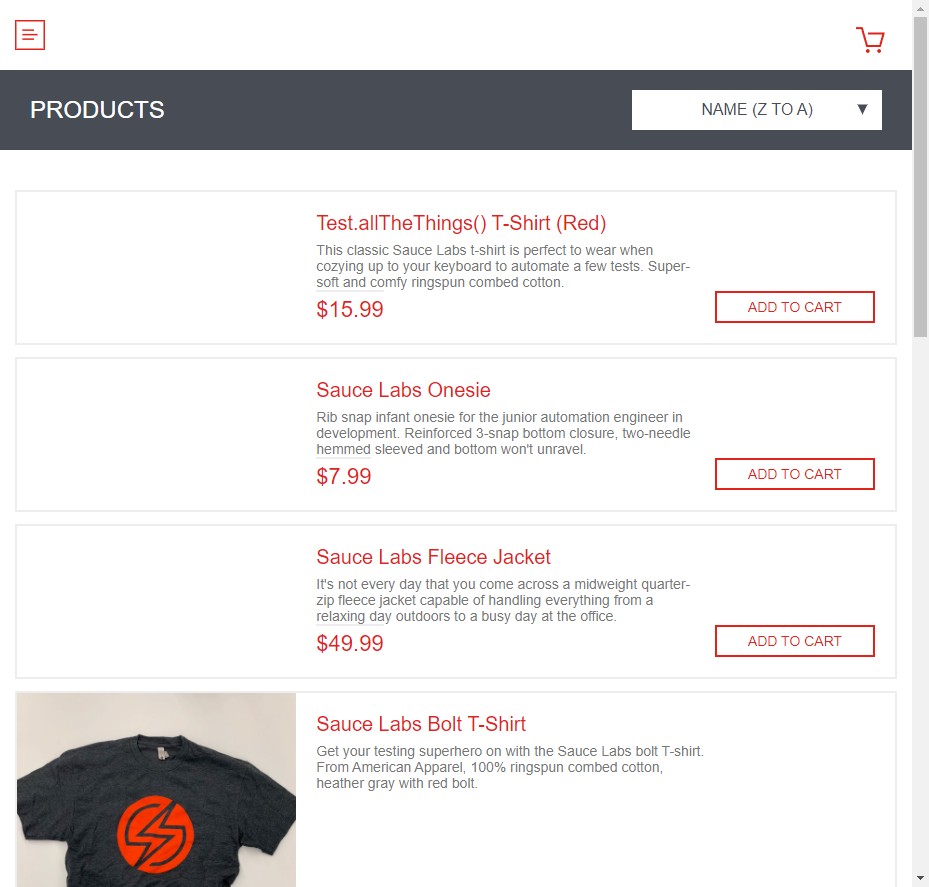 PRODUCTS
NAME (Z TO A) ▼
Test.allTheThings() T-Shirt (Red)
This classic Sauce Labs t-shirt is perfect to wear when
cozying up to your keyboard to automate a few tests. Super-
soft and comfy ringspun combed cotton.
$15.99
ADD TO CART
Sauce Labs Onesie
Rib snap infant onesie for the junior automation engineer in
development. Reinforced 3-snap bottom closure, two-needle
hemmed sleeved and bottom won't unravel.
$7.99
ADD TO CART
Sauce Labs Fleece Jacket
It's not every day that you come across a midweight quarter-
zip fleece jacket capable of handling everything from a
relaxing day outdoors to a busy day at the office.
$49.99
ADD TO CART
Sauce Labs Bolt T-Shirt
Get your testing superhero on with the Sauce Labs bolt T-shirt.
From American Apparel, 100% ringspun combed cotton,
heather gray with red bolt.